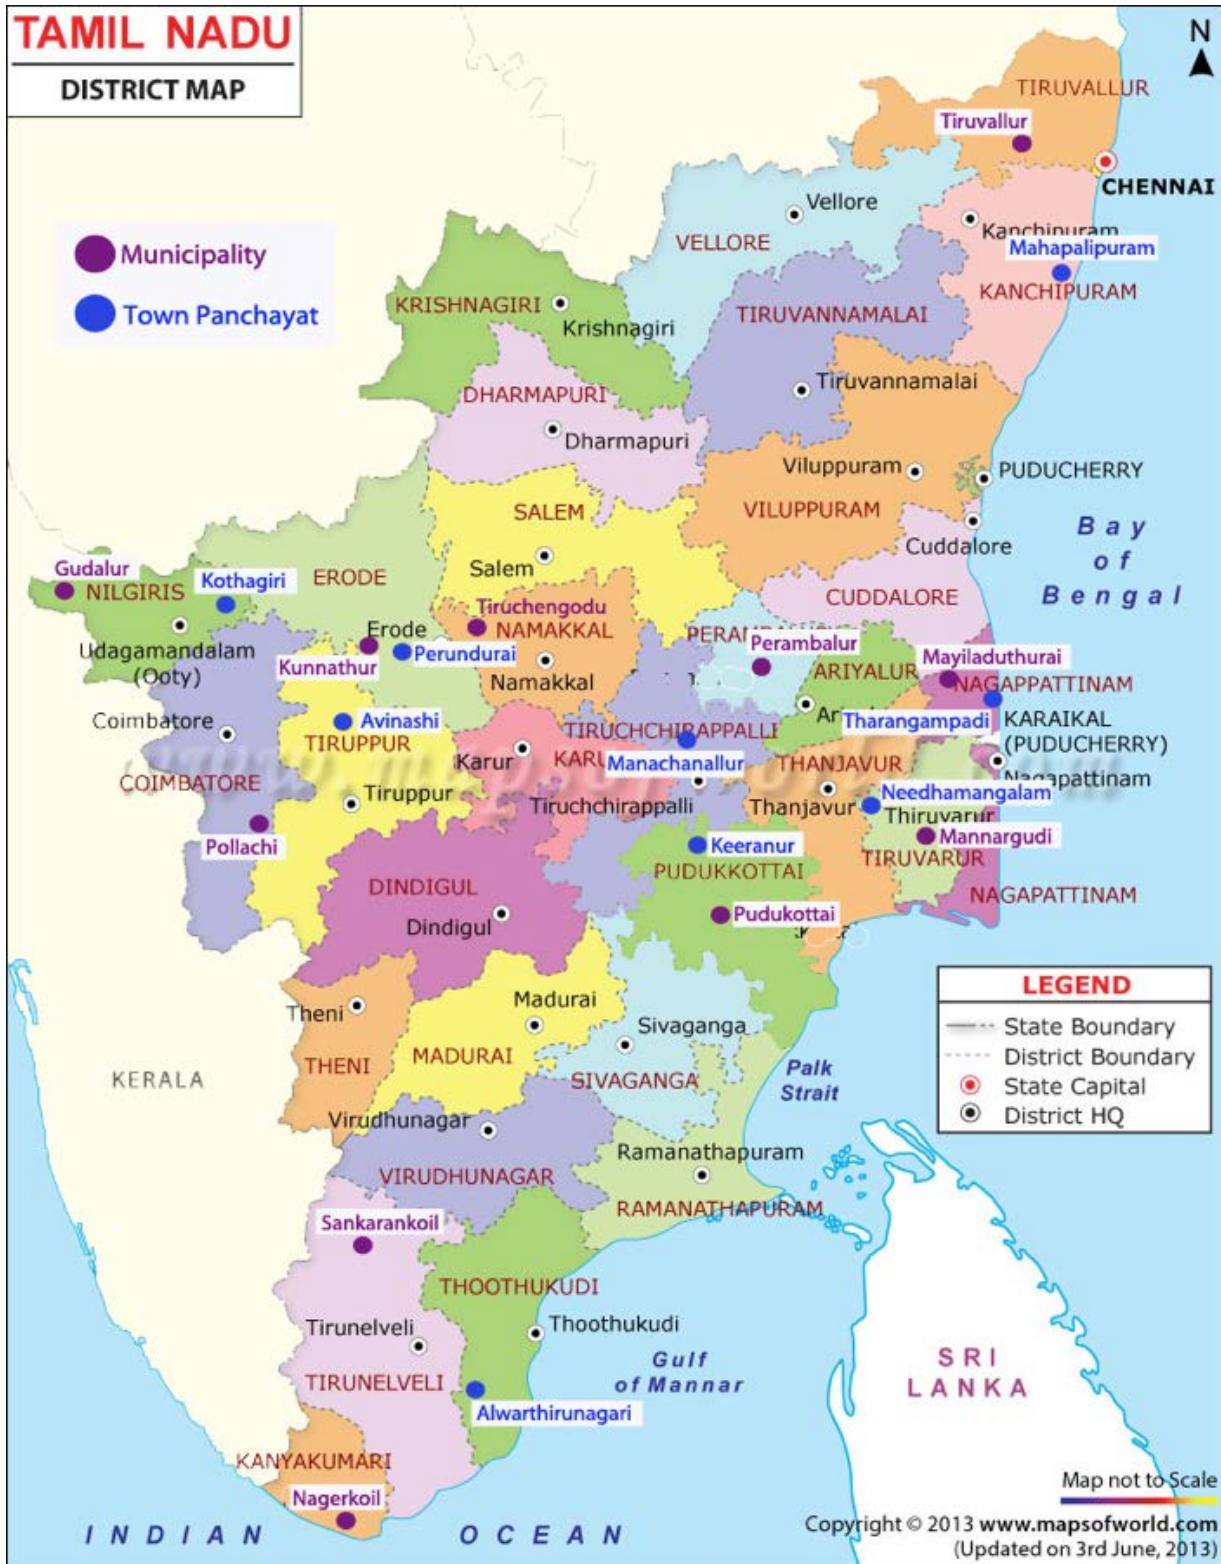 TAMIL NADU
DISTRICT MAP
N
TIRUVALLUR
Tiruvallur
CHENNAI
Vellore
VELLORE
Kanchipuram
Mahapalipuram
KANCHIPURAM
Municipality
Town Panchayat
KRISHNAGIRI
Krishnagiri
TIRUVANNAMALAI
Tiruvannamalai
DHARMAPURI
Dharmapuri
Viluppuram
PUDUCHERRY
VILUPPURAM
SALEM
Salem
Cuddalore
CUDDALORE
Bay
of
Bengal
Gudalur
NILGIRIS
Kothagiri
ERODE
Udagamandalam
(Ooty)
Erode
Kunnathur
Perundurai
Tiruchengodu
NAMAKKAL
Namakkal
Perambalur
ARIYALUR
Mayiladuthurai
NAGAPPATTINAM
Coimbatore
COIMBATORE
Avinashi
TIRUPPUR
Tiruppur
Karur
TIRUCHCHIRAPPALLI
Manachanallur
Tiruchchirappalli
Tharangampadi
KARAIKAL
(PUDUCHERRY)
THANJAVUR
Thanjavur
Nagapattinam
Needhamangalam
Thiruvarur
Mannargudi
TIRUVARUR
NAGAPATTINAM
Pollachi
DINDIGUL
Dindigul
Keeranur
PUDUKKOTTAI
Pudukottai
Theni
THENI
Madurai
MADURAI
Sivaganga
SIVAGANGA
KERALA
Palk
Strait
Virudhunagar
VIRUDHUNAGAR
Ramanathapuram
RAMANATHAPURAM
Sankarankoil
THOOTHUKUDI
Thoothukudi
Tirunelveli
TIRUNELVELI
Alwarthirunagari
Gulf
of Mannar
SRI
LANKA
KANYAKUMARI
Nagerkoil
INDIAN OCEAN
LEGEND
State Boundary
District Boundary
State Capital
District HQ
Map not to Scale
Copyright © 2013 www.mapsofworld.com
(Updated on 3rd June, 2013)